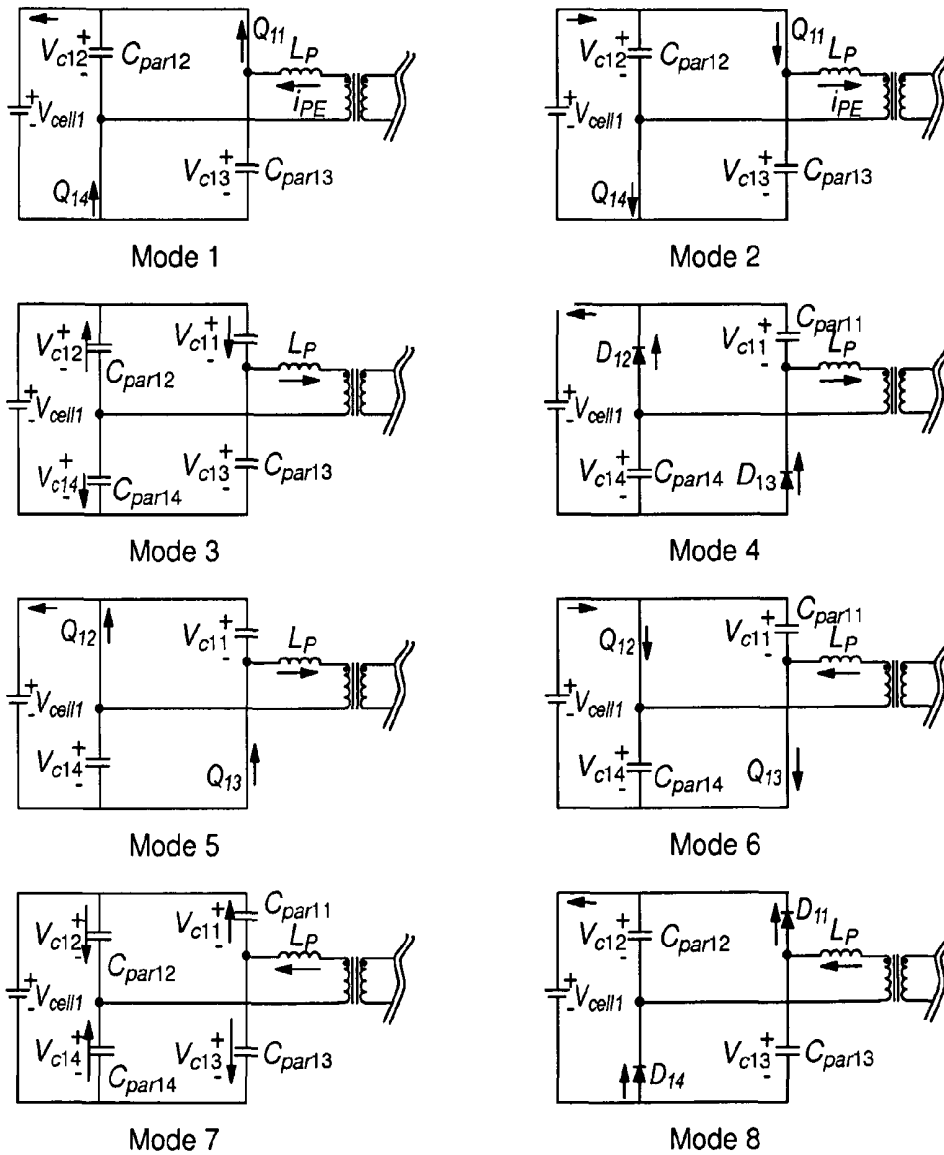 V_c12 + - C_par12 Q_11 L_P i_PE
+ - V_cell1
Q_14 V_c13 + - C_par13
Mode 1
V_c12 + - C_par12 Q_11 L_P i_PE
+ - V_cell1
Q_14 V_c13 + - C_par13
Mode 2
V_c12 + - C_par12 V_c11 + - L_P
+ - V_cell1
V_c14 + - C_par14 V_c13 + - C_par13
Mode 3
D_12 V_c11 + - C_par11 L_P
+ - V_cell1
V_c14 + - C_par14 D_13
Mode 4
Q_12 V_c11 + - L_P
+ - V_cell1
V_c14 + - Q_13
Mode 5
Q_12 V_c11 + - C_par11 L_P
+ - V_cell1
V_c14 + - C_par14 Q_13
Mode 6
V_c12 + - C_par12 V_c11 + - C_par11 L_P
+ - V_cell1
V_c14 + - C_par14 V_c13 + - C_par13
Mode 7
V_c12 + - C_par12 D_11 L_P
+ - V_cell1
D_14 V_c13 + - C_par13
Mode 8